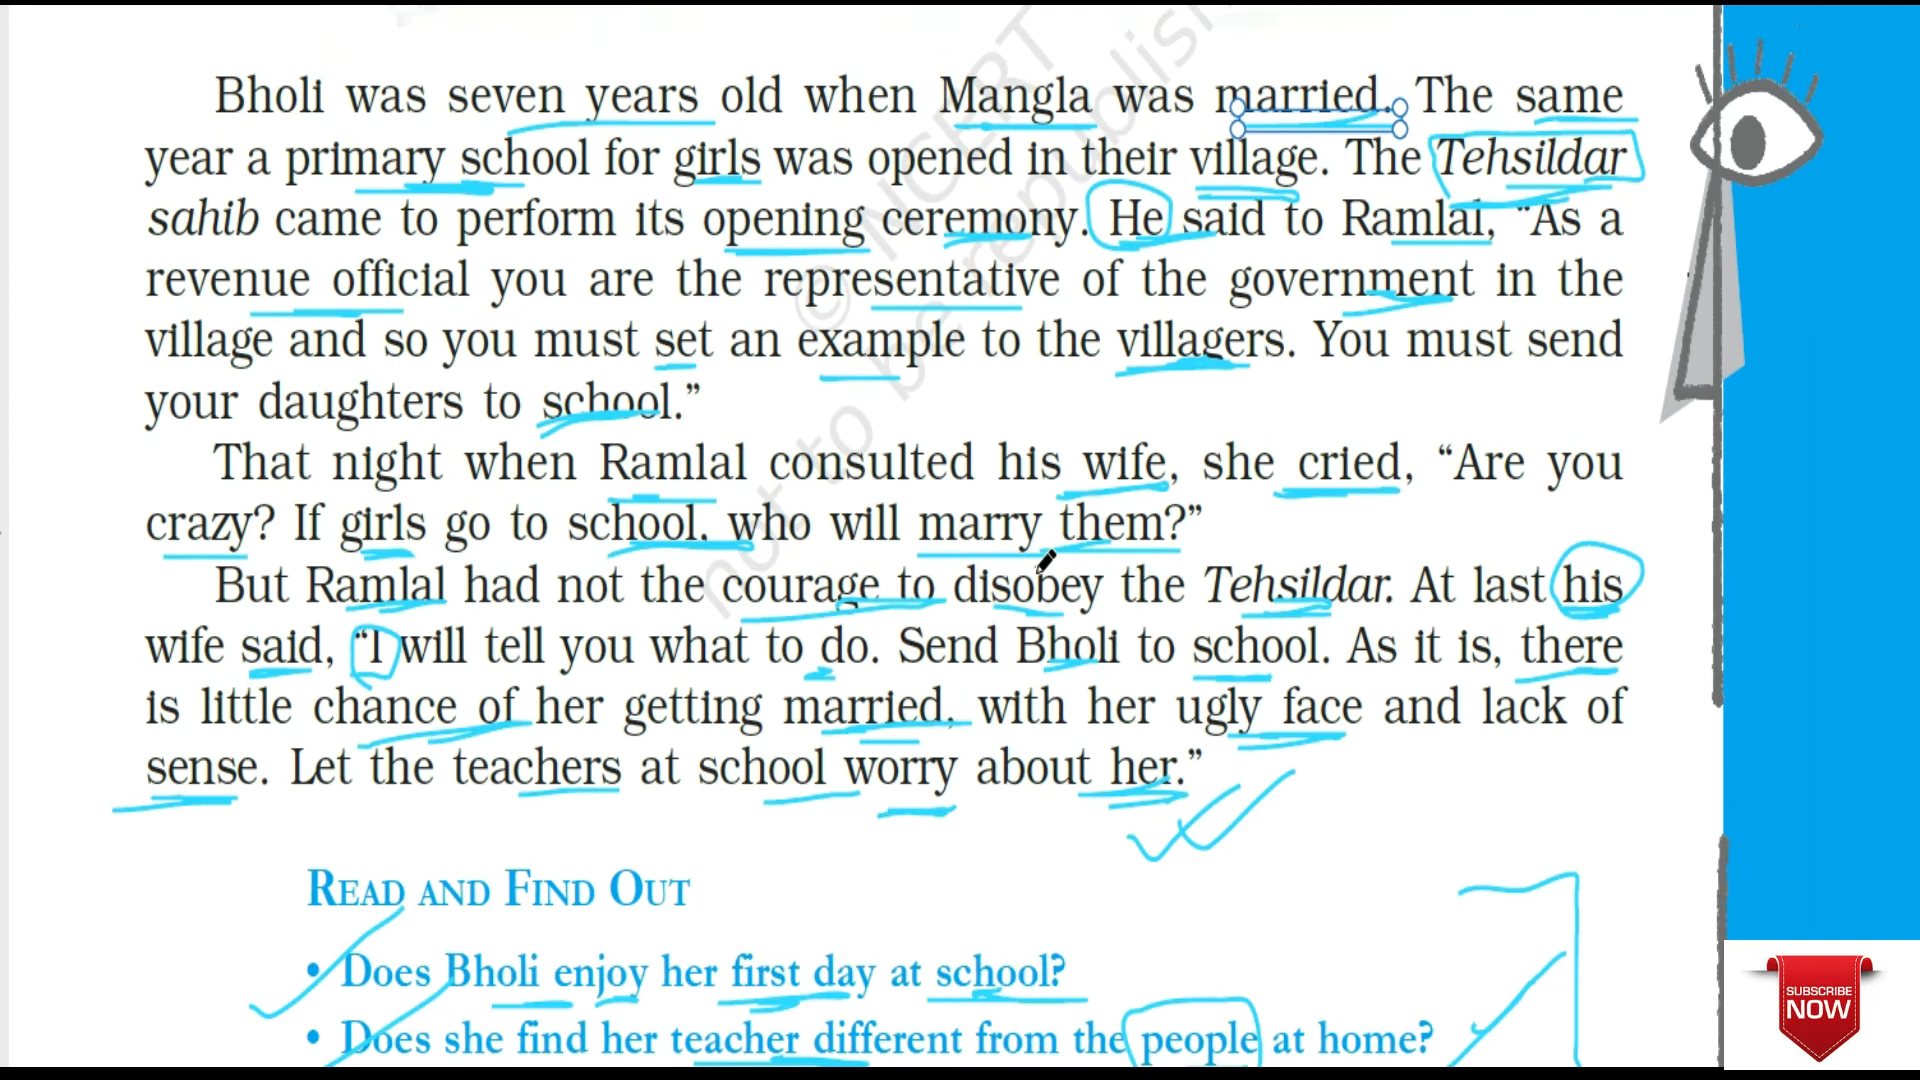 Bholi was seven years old when Mangla was married. The same
year a primary school for girls was opened in their village. The Tehsildar
sahib came to perform its opening ceremony. He said to Ramlal, “As a
revenue official you are the representative of the government in the
village and so you must set an example to the villagers. You must send
your daughters to school.”
That night when Ramlal consulted his wife, she cried, “Are you
crazy? If girls go to school, who will marry them?”
But Ramlal had not the courage to disobey the Tehsildar. At last his
wife said, “I will tell you what to do. Send Bholi to school. As it is, there
is little chance of her getting married, with her ugly face and lack of
sense. Let the teachers at school worry about her.”
READ AND FIND OUT
• Does Bholi enjoy her first day at school?
• Does she find her teacher different from the people at home?
© NCERT
not to be republish
SUBSCRIBE
NOW